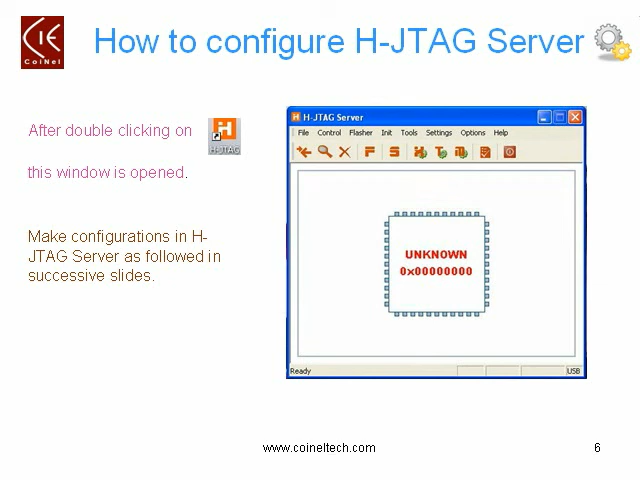 CoiNel
How to configure H-JTAG Server
After double clicking on
H-JTAG
this window is opened.
Make configurations in H-
JTAG Server as followed in
successive slides.
H-JTAG Server
File Control Flasher Init Tools Settings Options Help
UNKNOWN
0x00000000
Ready
USB
www.coineltech.com
6